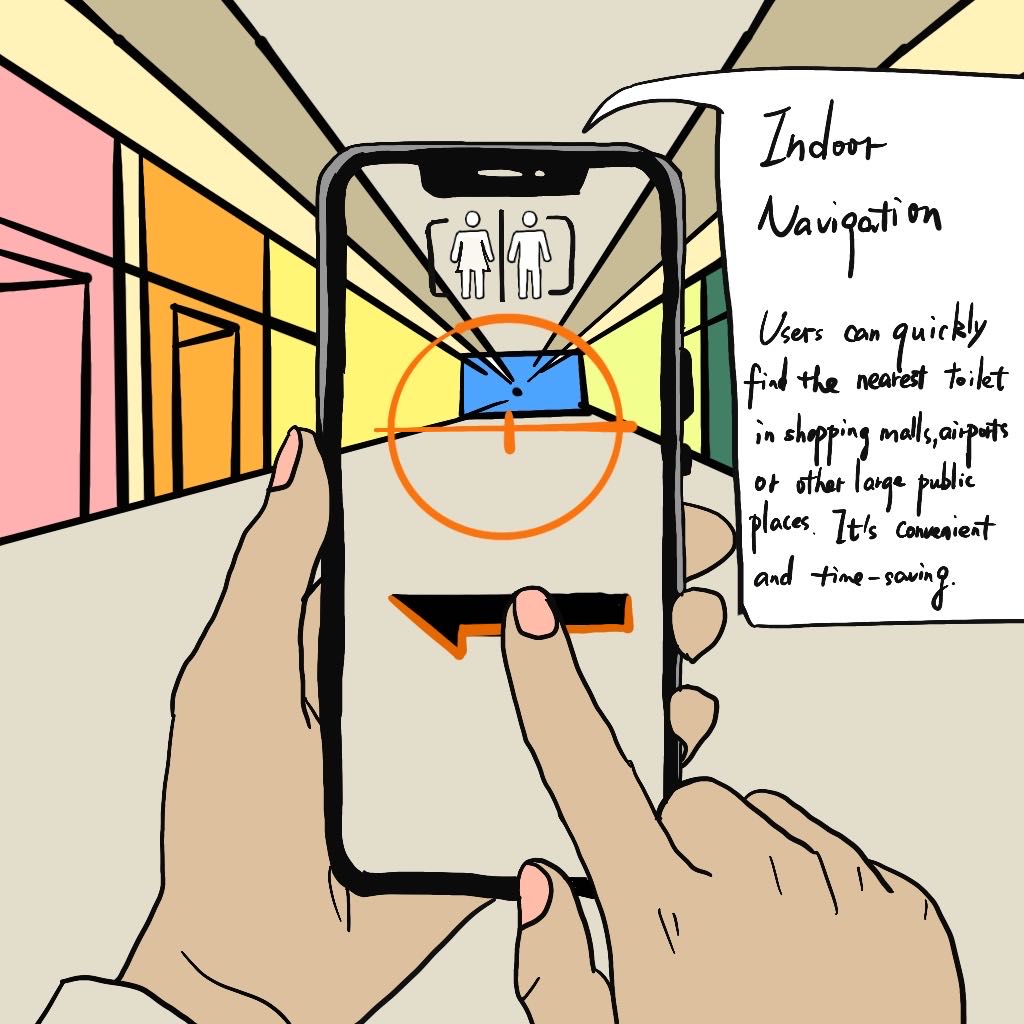 Indoor
Navigation
Users can quickly
find the nearest toilet
in shopping malls, airports
or other large public
places. It's convenient
and time-saving.